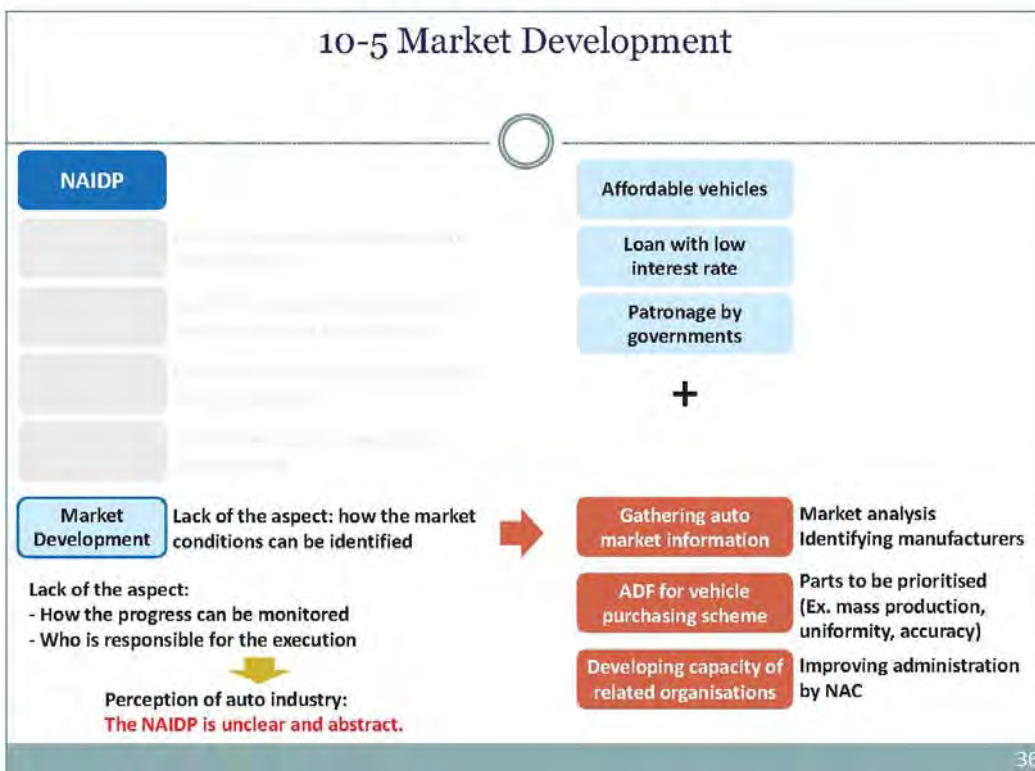 10-5 Market Development
NAIDP
Affordable vehicles
Loan with low
interest rate
Patronage by
governments
+
Market
Development
Lack of the aspect: how the market
conditions can be identified
Gathering auto
market information
Market analysis
Identifying manufacturers
Lack of the aspect:
- How the progress can be monitored
- Who is responsible for the execution
ADF for vehicle
purchasing scheme
Parts to be prioritised
(Ex. mass production,
uniformity, accuracy)
Perception of auto industry:
The NAIDP is unclear and abstract.
Developing capacity of
related organisations
Improving administration
by NAC